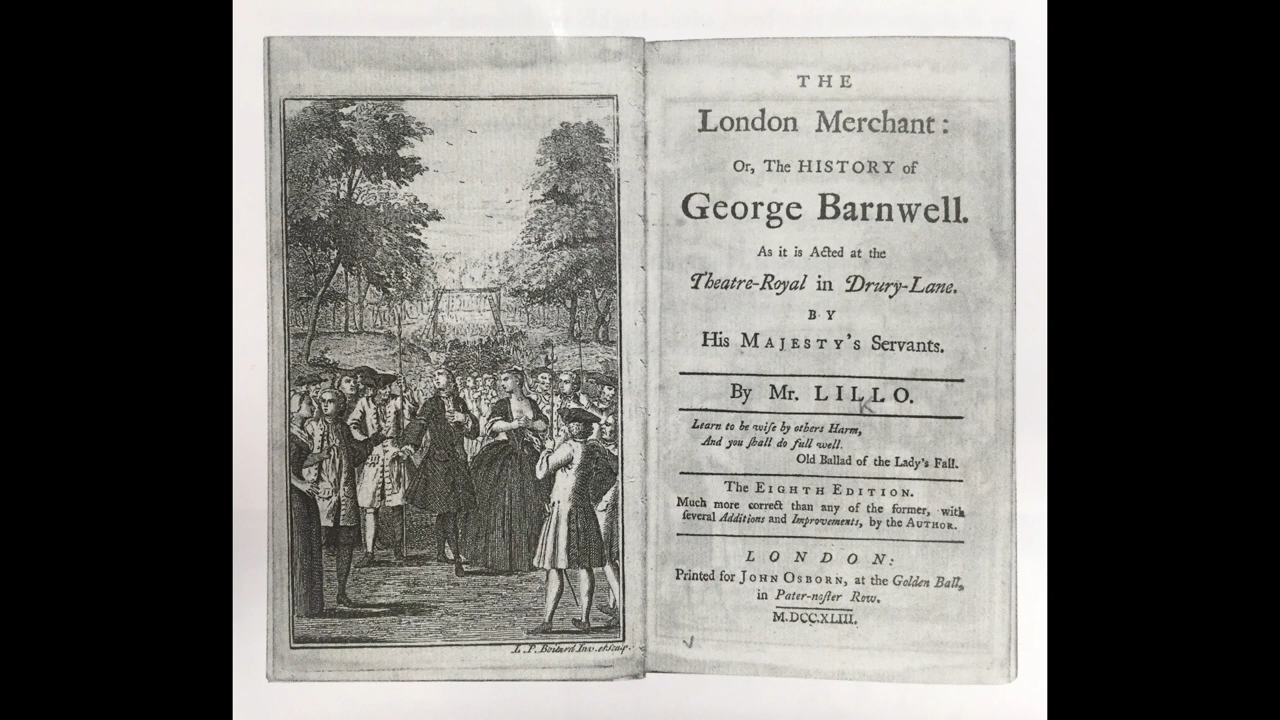 L. P. Boitard Inv. et sculp.
THE
London Merchant:
Or, The HISTORY of
George Barnwell.
As it is Acted at the
Theatre-Royal in Drury-Lane.
BY
His MAJESTY's Servants.
By Mr. LILLO.
Learn to be wiſe by others Harm,
And you ſhall do full well.
Old Ballad of the Lady's Fall.
The EIGHTH EDITION.
Much more correct than any of the former, with
ſeveral Additions and Improvements, by the AUTHOR.
LONDON:
Printed for JOHN OSBORN, at the Golden Ball,
in Pater-noſter Row.
M.DCC.XLIII.